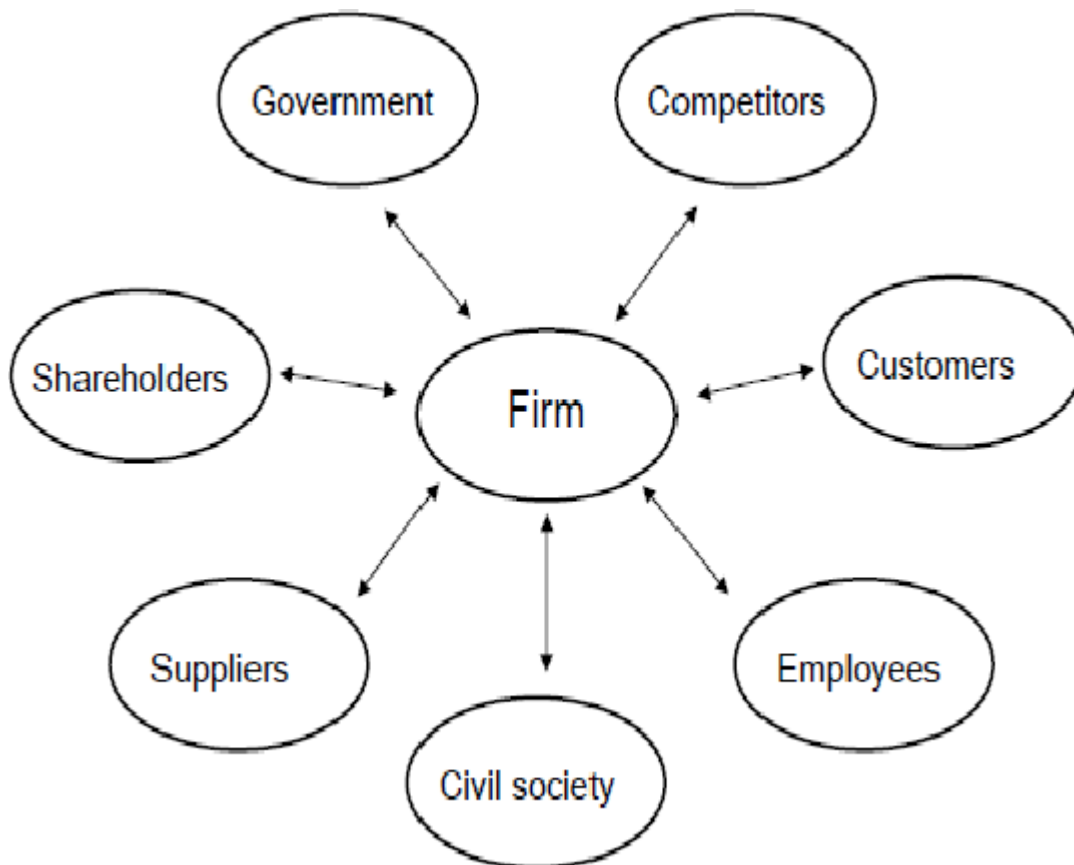 Government
Competitors
Shareholders
Firm
Customers
Suppliers
Employees
Civil society